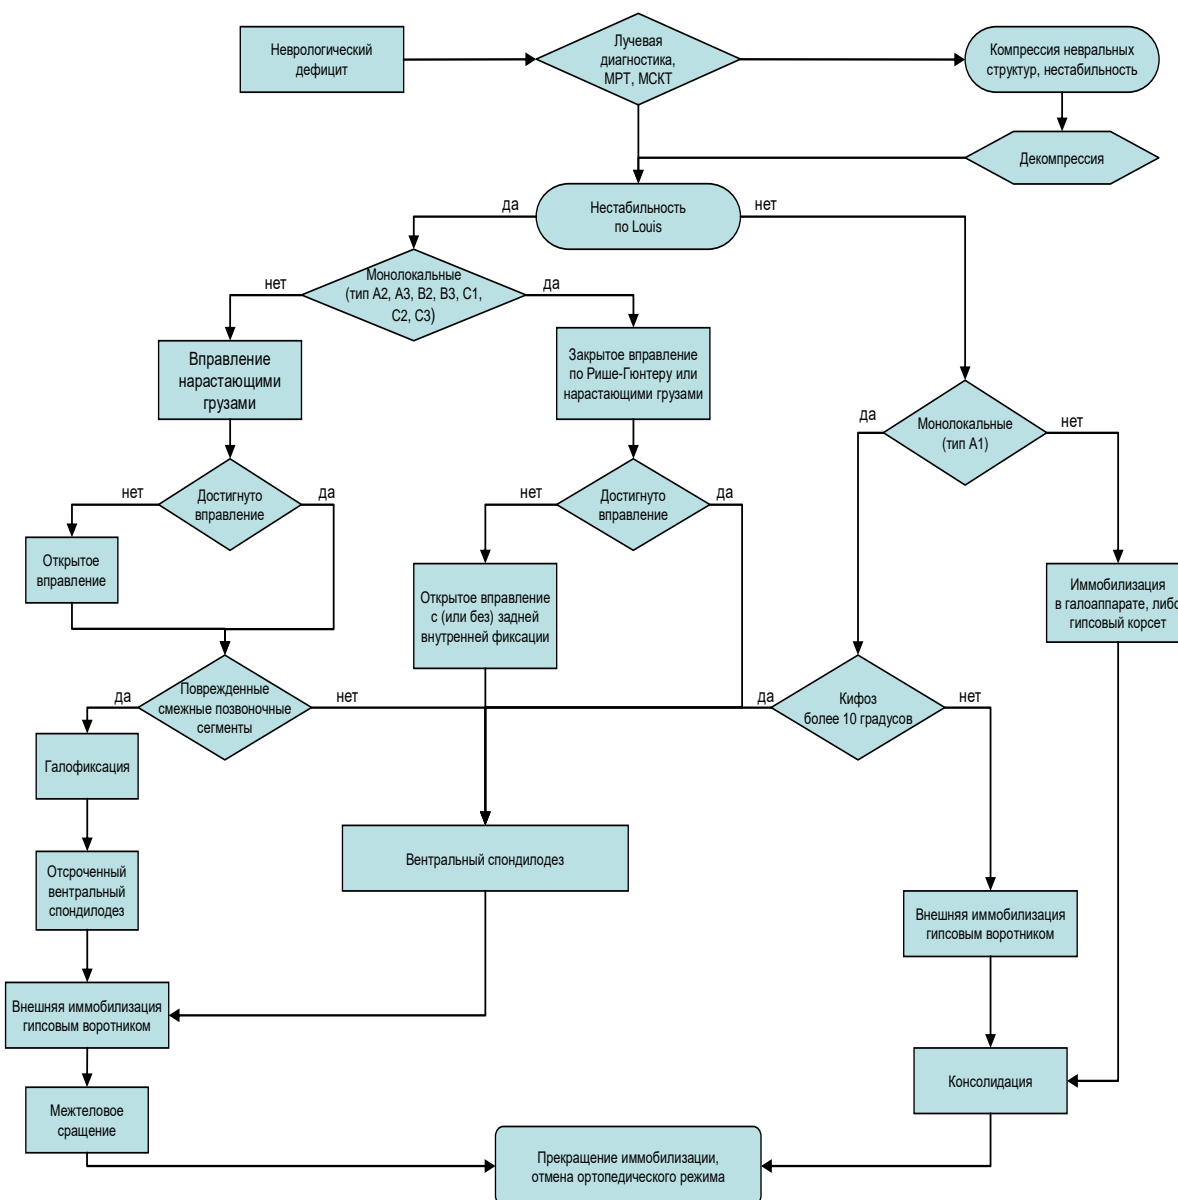 Неврологический
дефицит
Лучевая
диагностика,
МРТ, МСКТ
Компрессия невральных
структур, нестабильность
Декомпрессия
Нестабильность
по Louis
да
нет
Монолокальные
(тип А2, А3, В2, В3, С1,
С2, С3)
нет
да
Вправление
нарастающими
грузами
Закрытое вправление
по Рише-Гюнтеру или
нарастающими грузами
Монолокальные
(тип А1)
да
нет
Достигнуто
вправление
нет
да
Достигнуто
вправление
нет
да
Открытое
вправление
Открытое вправление
с (или без) задней
внутренней фиксации
Иммобилизация
в галоаппарате, либо
гипсовый корсет
Поврежденные
смежные позвоночные
сегменты
да
нет
Кифоз
более 10 градусов
да
нет
Галофиксация
Вентральный спондилодез
Отсроченный
вентральный
спондилодез
Внешняя иммобилизация
гипсовым воротником
Внешняя иммобилизация
гипсовым воротником
Консолидация
Межтеловое
сращение
Прекращение иммобилизации,
отмена ортопедического режима